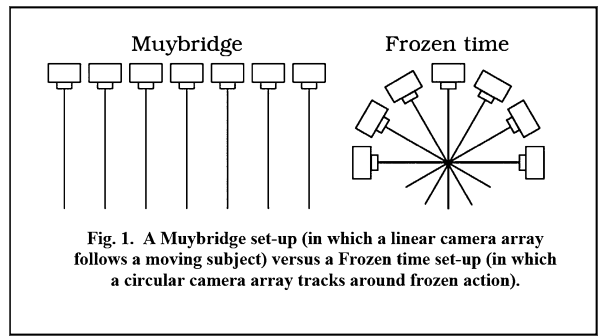 Muybridge
Frozen time
Fig. 1. A Muybridge set-up (in which a linear camera array
follows a moving subject) versus a Frozen time set-up (in which
a circular camera array tracks around frozen action).